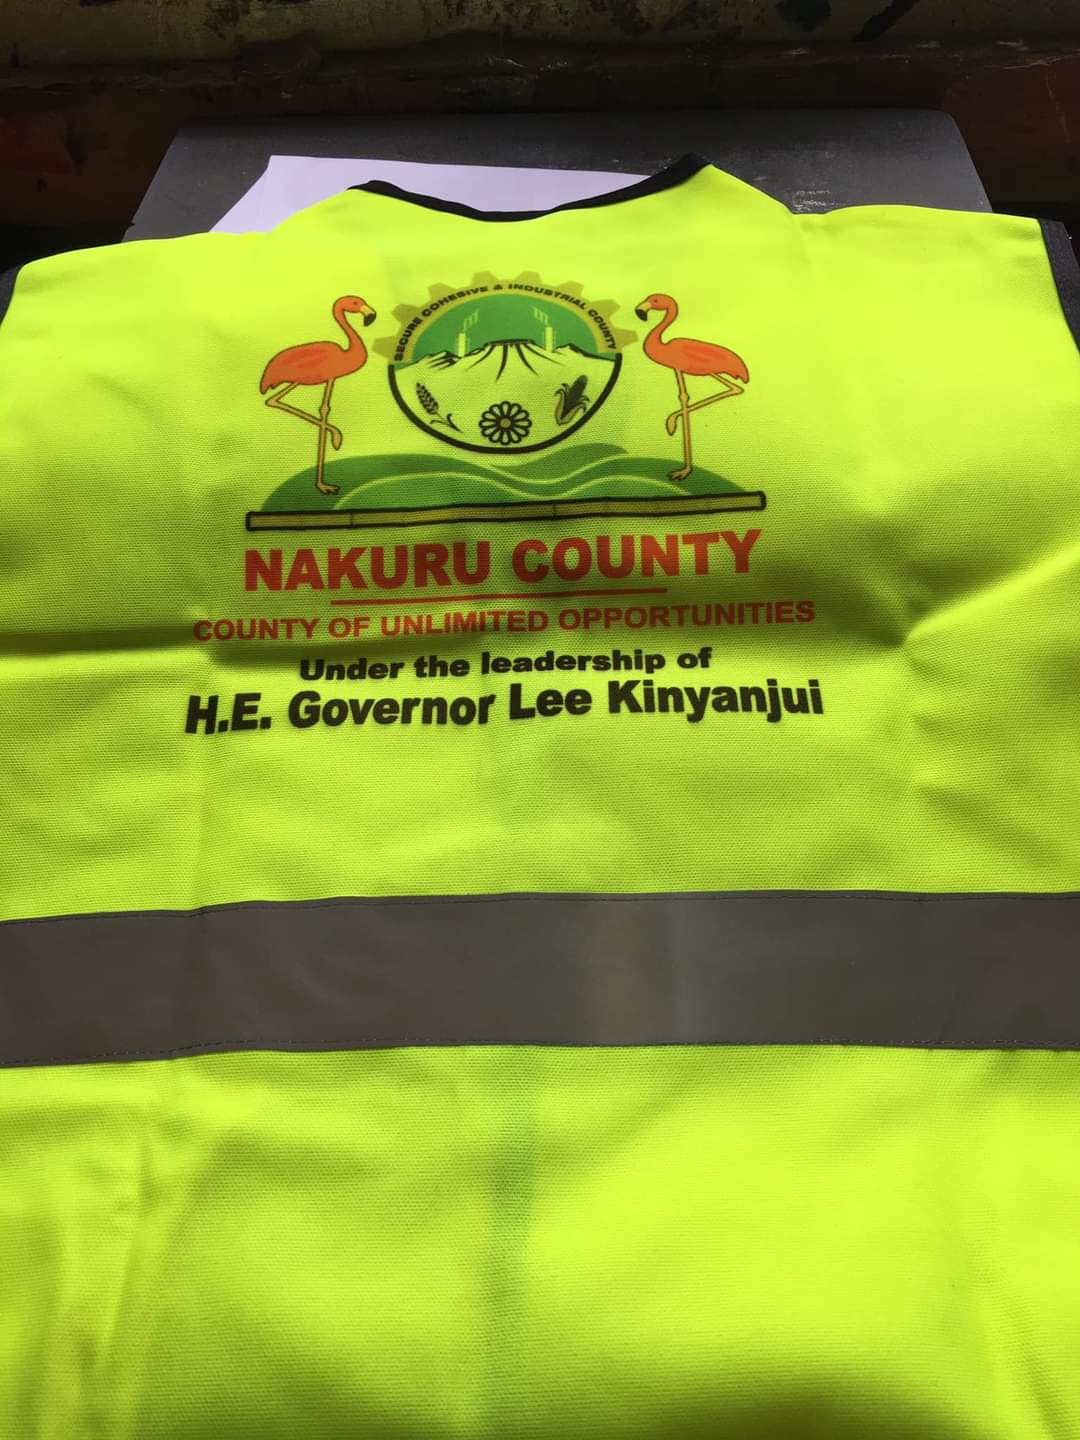 SECURE COHESIVE & INDUSTRIAL COUNTY
NAKURU COUNTY
COUNTY OF UNLIMITED OPPORTUNITIES
Under the leadership of
H.E. Governor Lee Kinyanjui